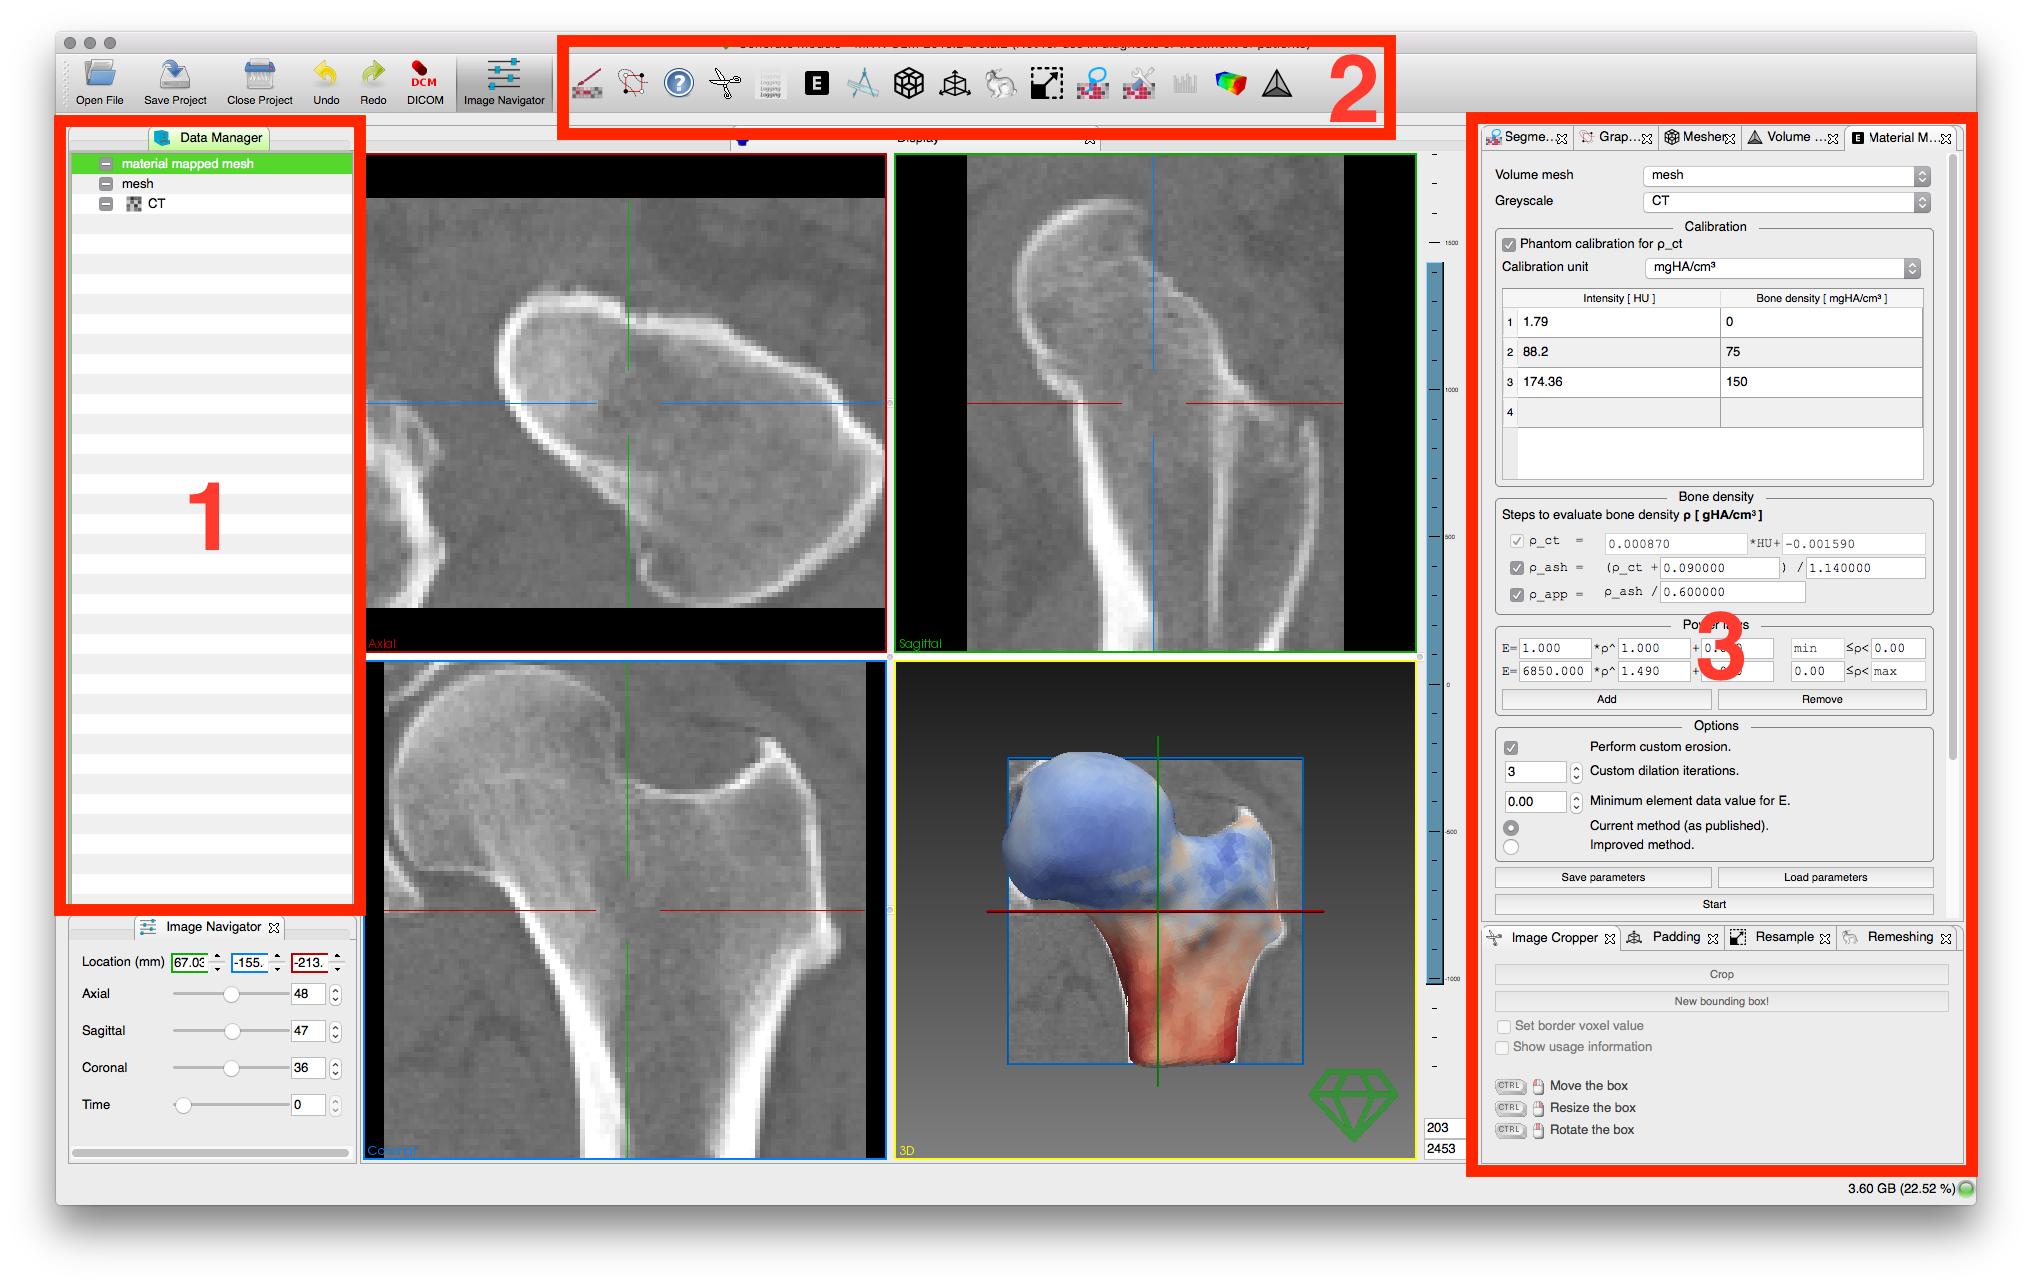 Open File
Save Project
Close Project
Undo
Redo
DCM
DICOM
Image Navigator
Logging
Logging
Logging
E
2
Data Manager
material mapped mesh
mesh
CT
1
Display
Axial
Sagittal
3D
1500
1000
500
0
-500
-1000
203
2453
Image Navigator
Location (mm) 67.03 -155. -213.
Axial 48
Sagittal 47
Coronal 36
Time 0
Segme... Grap... Mesher Volume ... Material M...
Volume mesh mesh
Greyscale CT
Calibration
Phantom calibration for ρ_ct
Calibration unit mgHA/cm³
Intensity [ HU ] Bone density [ mgHA/cm³ ]
1 1.79 0
2 88.2 75
3 174.36 150
4
Bone density
Steps to evaluate bone density ρ [ gHA/cm³ ]
ρ_ct = 0.000870 *HU+ -0.001590
ρ_ash = (ρ_ct + 0.090000 ) / 1.140000
ρ_app = ρ_ash / 0.600000
3
E= 1.000 *ρ^ 1.000 + min ≤ρ< 0.00
E= 6850.000 *ρ^ 1.490 + 0.00 ≤ρ< max
Add Remove
Options
Perform custom erosion.
3 Custom dilation iterations.
0.00 Minimum element data value for E.
Current method (as published).
Improved method.
Save parameters Load parameters
Start
Image Cropper Padding Resample Remeshing
Crop
New bounding box!
Set border voxel value
Show usage information
CTRL Move the box
CTRL Resize the box
CTRL Rotate the box
3.60 GB (22.52 %)